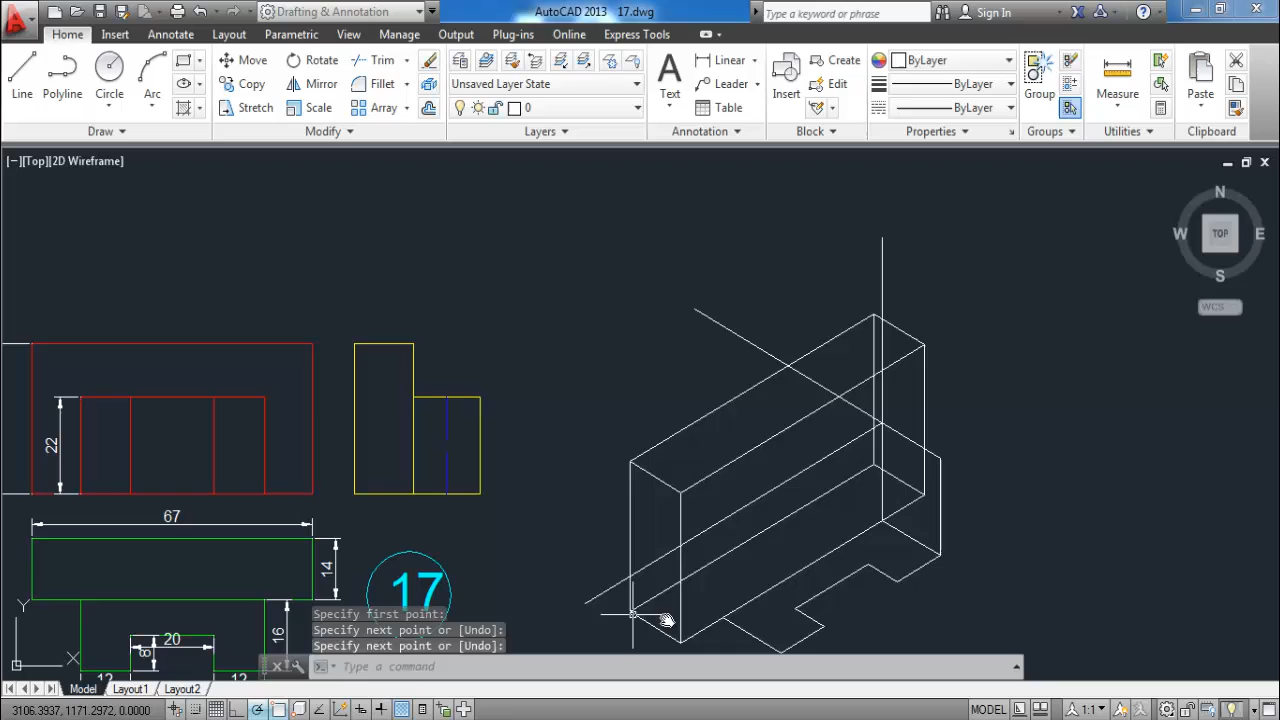 Drafting & Annotation
AutoCAD 2013 17.dwg
Type a keyword or phrase
Sign In
Home Insert Annotate Layout Parametric View Manage Output Plug-ins Online Express Tools
Line
Polyline
Circle
Arc
Draw
Move
Copy
Stretch
Rotate
Mirror
Scale
Trim
Fillet
Array
Modify
Unsaved Layer State
0
Layers
A
Text
Linear
Leader
Table
Annotation
Insert
Create
Edit
Block
ByLayer
ByLayer
ByLayer
Properties
Group
Groups
Measure
Utilities
Paste
Clipboard
[−][Top][2D Wireframe]
N
W
TOP
E
S
WCS
22
67
14
16
20
8
12
12
17
Y
X
Specify first point:
Specify next point or [Undo]:
Specify next point or [Undo]:
Type a command
Model Layout1 Layout2
3106.3937, 1171.2972, 0.0000
MODEL
1:1